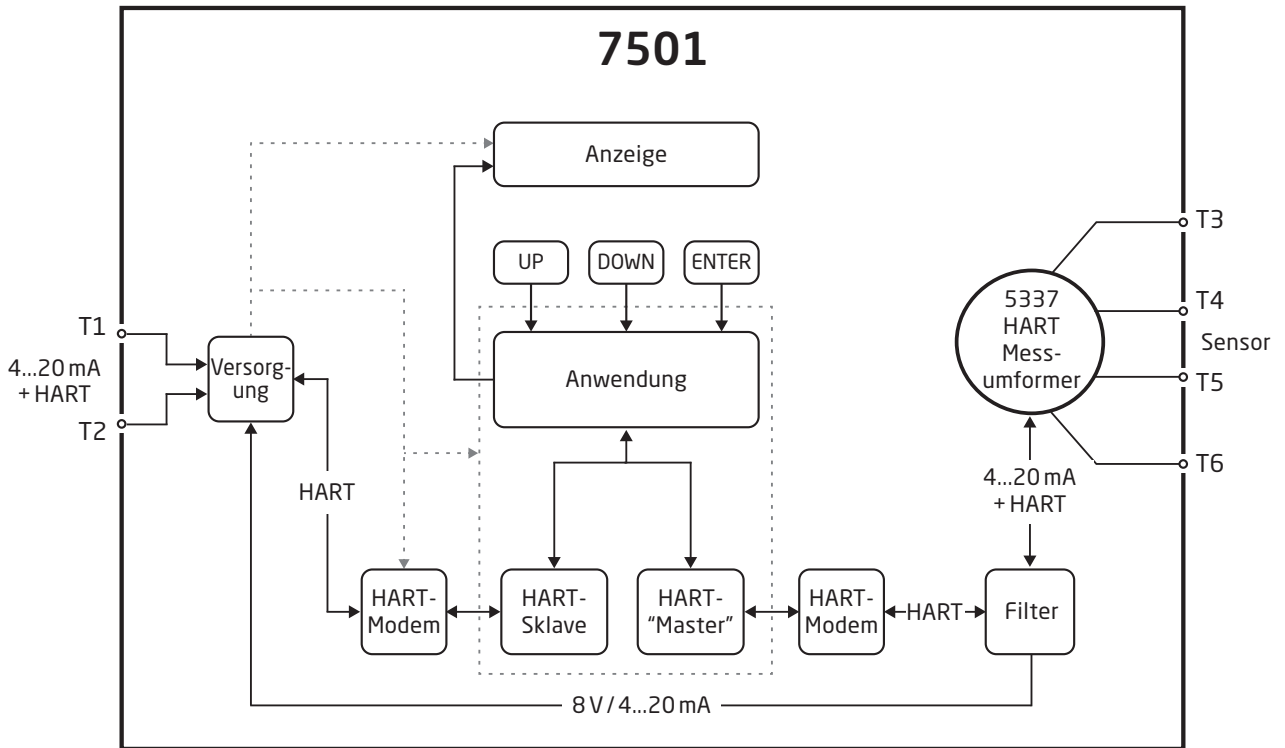 7501
Anzeige
UP
DOWN
ENTER
T1
4...20 mA
+ HART
T2
Versorg-
ung
Anwendung
5337
HART
Mess-
umformer
T3
T4
Sensor
T5
T6
HART
4...20 mA
+ HART
HART-
Modem
HART-
Sklave
HART-
“Master”
HART-
Modem
HART
Filter
8 V / 4...20 mA